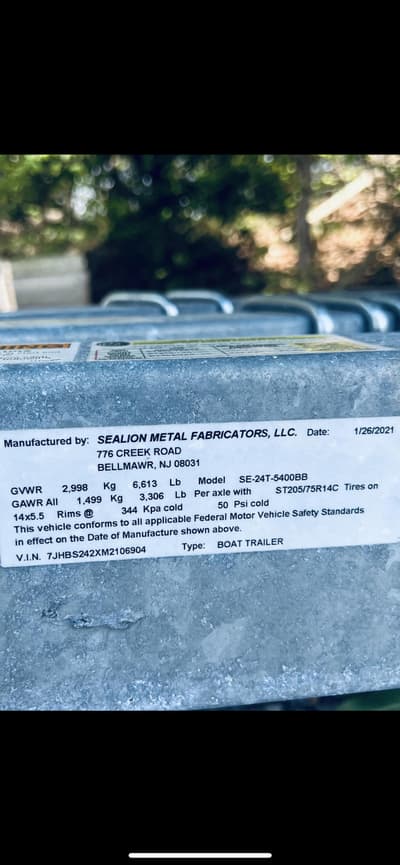 Manufactured by: SEALION METAL FABRICATORS, LLC. Date: 1/26/2021
776 CREEK ROAD
BELLMAWR, NJ 08031
GVWR 2,998 Kg 6,613 Lb Model SE-24T-5400BB
GAWR All 1,499 Kg 3,306 Lb Per axle with ST205/75R14C Tires on
14x5.5 Rims @ 344 Kpa cold 50 Psi cold
This vehicle conforms to all applicable Federal Motor Vehicle Safety Standards
in effect on the Date of Manufacture shown above.
V.I.N. 7JHBS242XM2106904 Type: BOAT TRAILER